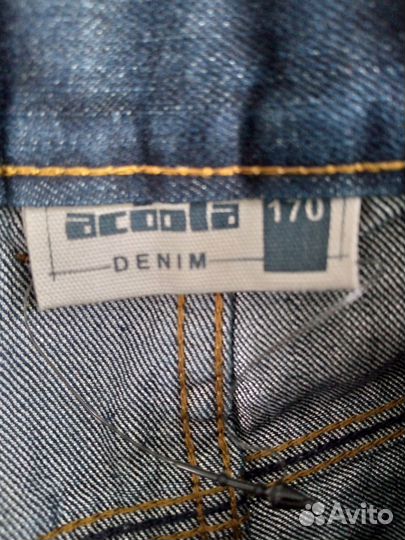 acoola
170
DENIM
Avito